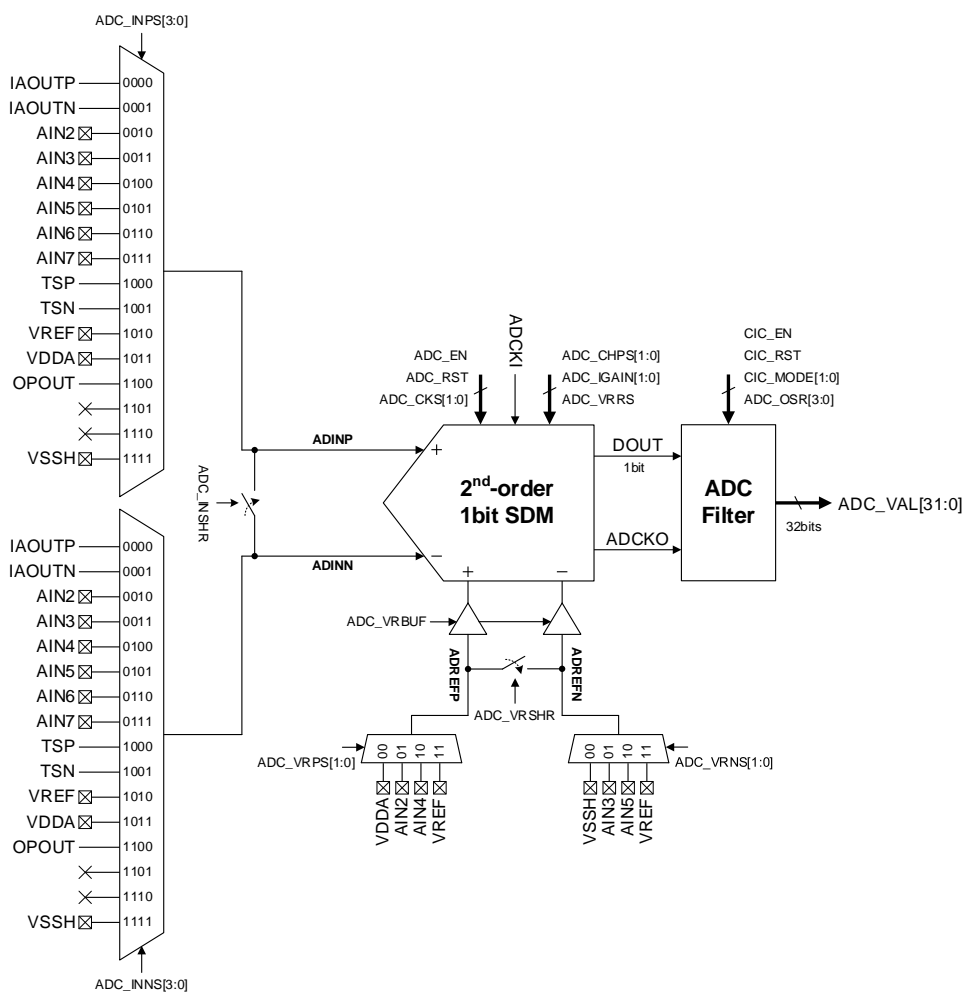 ADC_INPS[3:0]
IAOUTP 0000
IAOUTN 0001
AIN2 0010
AIN3 0011
AIN4 0100
AIN5 0101
AIN6 0110
AIN7 0111
TSP 1000
TSN 1001
VREF 1010
VDDA 1011
OPOUT 1100
1101
1110
VSSH 1111
ADC_INSHR
IAOUTP 0000
IAOUTN 0001
AIN2 0010
AIN3 0011
AIN4 0100
AIN5 0101
AIN6 0110
AIN7 0111
TSP 1000
TSN 1001
VREF 1010
VDDA 1011
OPOUT 1100
1101
1110
VSSH 1111
ADC_INNS[3:0]
ADINP
ADINN
ADC_EN
ADC_RST
ADC_CKS[1:0]
ADCKI
ADC_CHPS[1:0]
ADC_IGAIN[1:0]
ADC_VRRS
+
−
2nd-order
1bit SDM
+ −
DOUT
1bit
ADCKO
CIC_EN
CIC_RST
CIC_MODE[1:0]
ADC_OSR[3:0]
ADC
Filter
ADC_VAL[31:0]
32bits
ADC_VRBUF
ADREFP
ADREFN
ADC_VRSHR
ADC_VRPS[1:0]
00 01 10 11
VDDA AIN2 AIN4 VREF
ADC_VRNS[1:0]
00 01 10 11
VSSH AIN3 AIN5 VREF